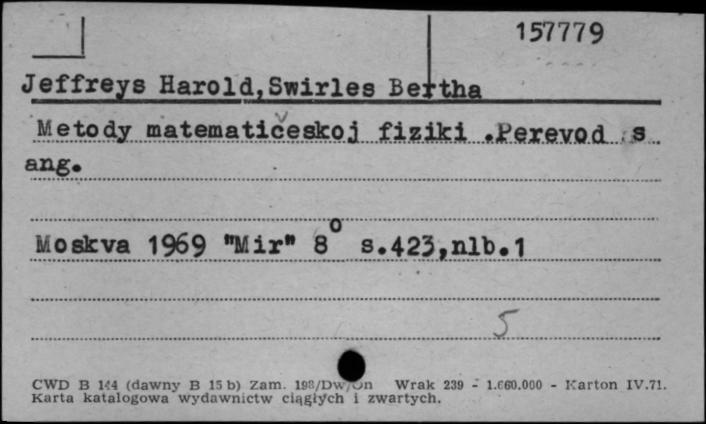 157779
Jeffreys Harold,Swirles Bertha
Metody matematičeskoj fiziki .Perevod s
ang.
Moskva 1969 "Mir" 8° s.423,nlb.1
5
CWD B 144 (dawny B 15 b) Zam. 198/Dw/On Wrak 239 - 1.660.000 - Karton IV.71.
Karta katalogowa wydawnictw ciągłych i zwartych.